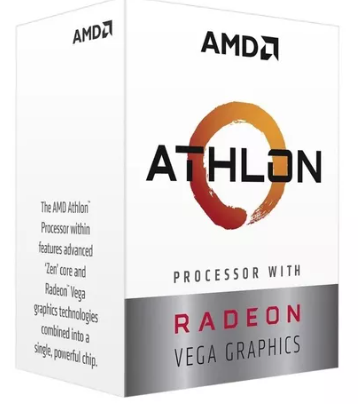 AMD
The AMD Athlon™
Processor within
features advanced
'Zen' core and
Radeon™ Vega
graphics technologies
combined into a
single, powerful chip.
AMD
ATHLON
PROCESSOR WITH
RADEON
VEGA GRAPHICS